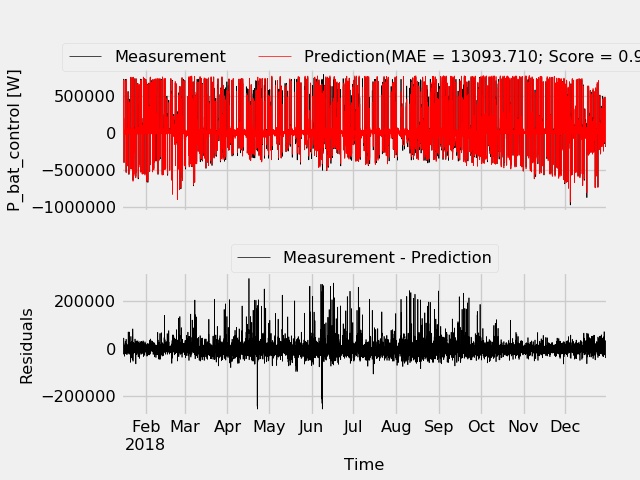 Measurement
Prediction(MAE = 13093.710; Score = 0.9
P_bat_control [W]
500000
0
−500000
−1000000
Measurement - Prediction
Residuals
200000
0
−200000
Feb Mar Apr May Jun Jul Aug Sep Oct Nov Dec
2018
Time